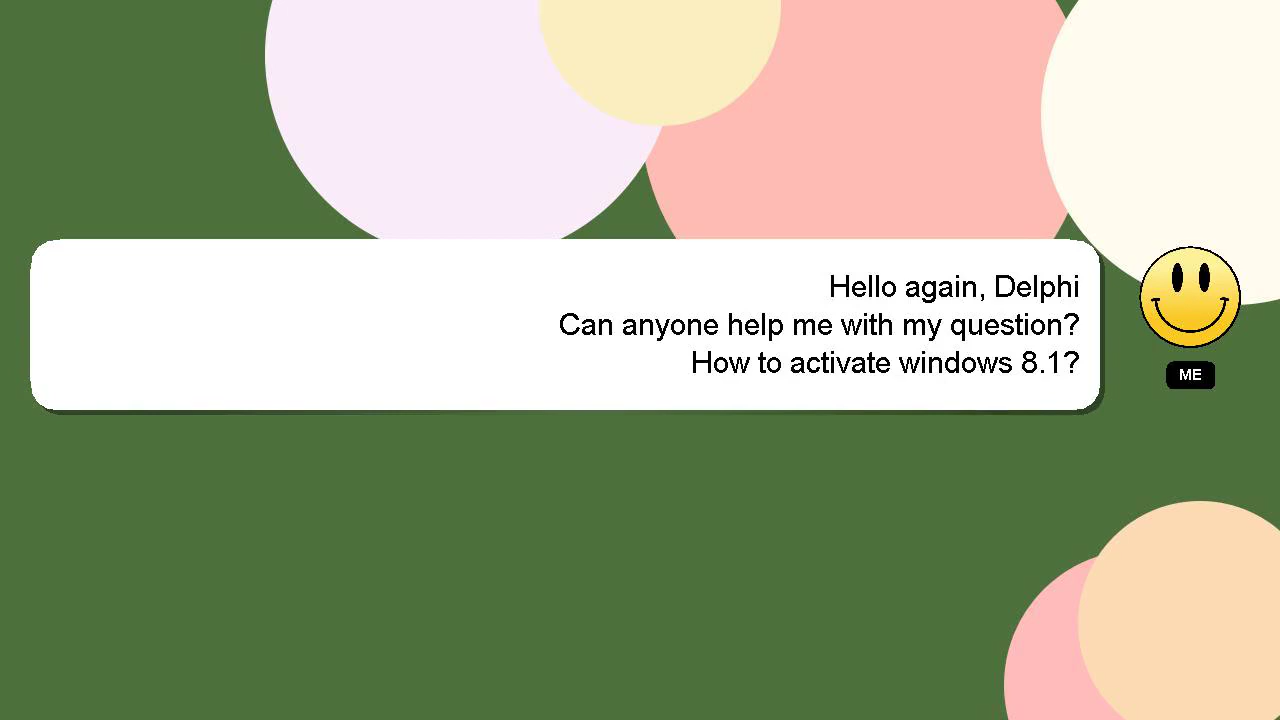 Hello again, Delphi
Can anyone help me with my question?
How to activate windows 8.1?
ME